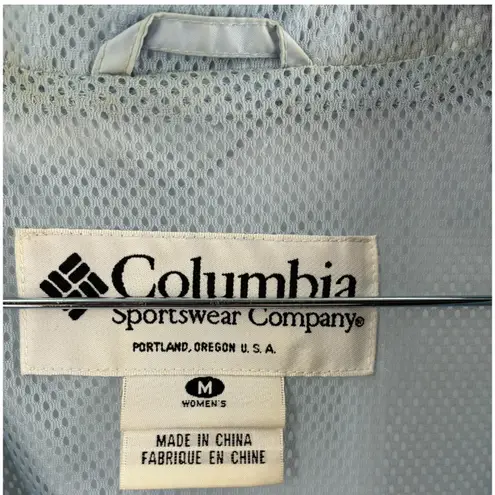 Columbia
Sportswear Company®
PORTLAND, OREGON U.S.A.
M
WOMEN'S
MADE IN CHINA
FABRIQUE EN CHINE